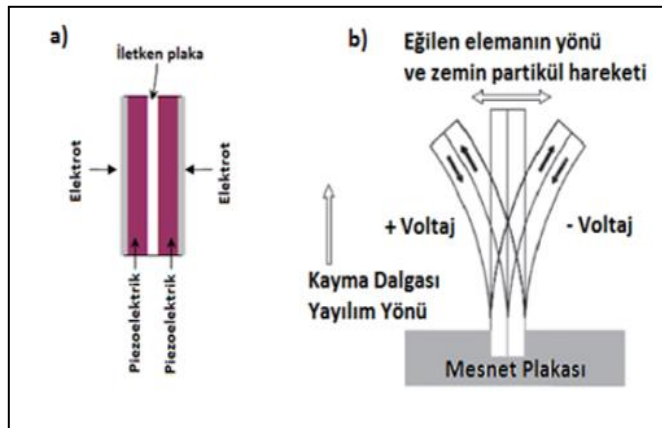 a)
İletken plaka
Elektrot
Elektrot
Piezoelektrik
Piezoelektrik
b)
Eğilen elemanın yönü
ve zemin partikül hareketi
+ Voltaj
- Voltaj
Kayma Dalgası
Yayılım Yönü
Mesnet Plakası